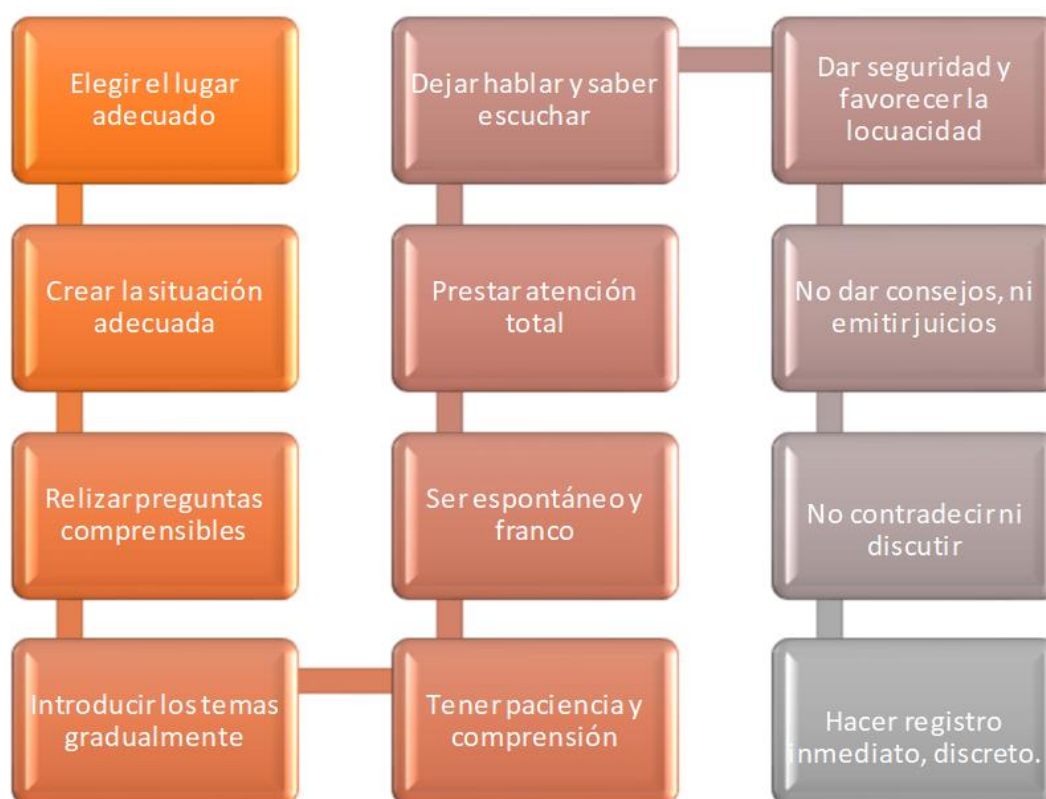 Elegir el lugar
adecuado
Crear la situación
adecuada
Relizar preguntas
comprensibles
Introducir los temas
gradualmente
Tener paciencia y
comprensión
Ser espontáneo y
franco
Prestar atención
total
Dejar hablar y saber
escuchar
Dar seguridad y
favorecer la
locuacidad
No dar consejos, ni
emitir juicios
No contradecir ni
discutir
Hacer registro
inmediato, discreto.